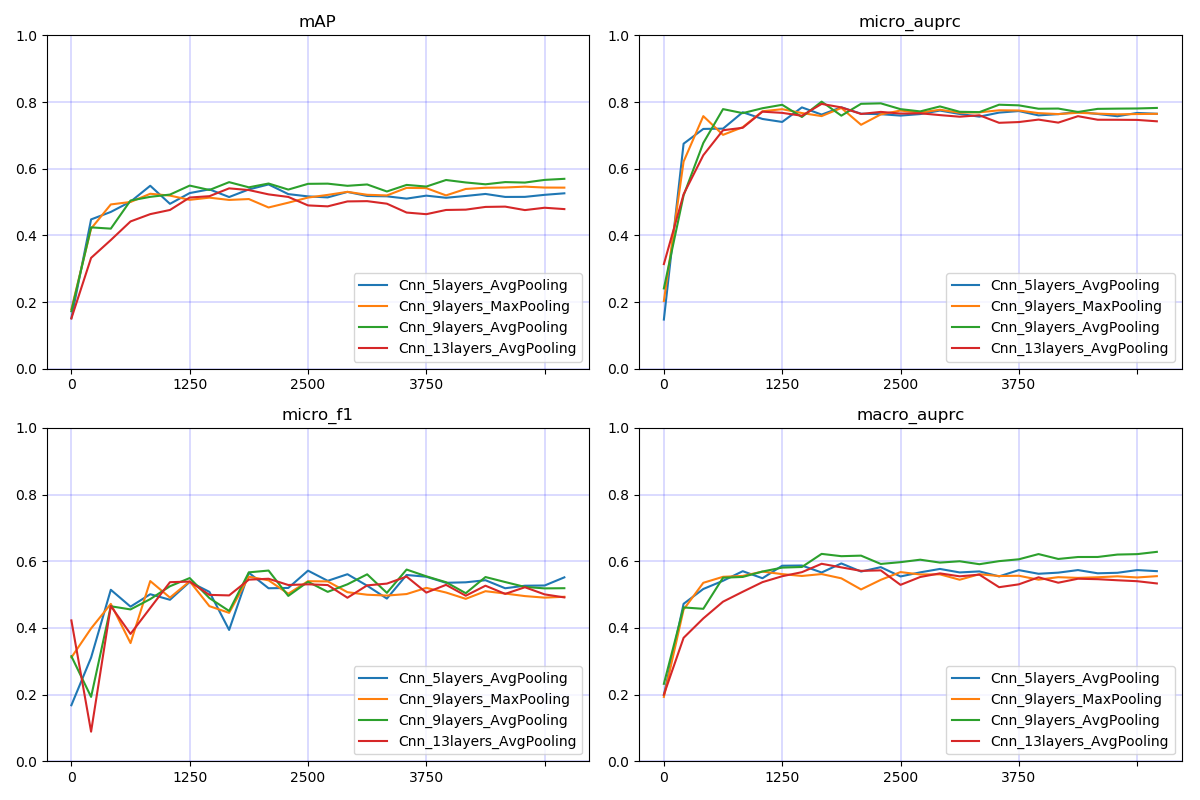 mAP
1.0
0.8
0.6
0.4
0.2
0.0
0 1250 2500 3750
Cnn_5layers_AvgPooling
Cnn_9layers_MaxPooling
Cnn_9layers_AvgPooling
Cnn_13layers_AvgPooling
micro_auprc
1.0
0.8
0.6
0.4
0.2
0.0
0 1250 2500 3750
Cnn_5layers_AvgPooling
Cnn_9layers_MaxPooling
Cnn_9layers_AvgPooling
Cnn_13layers_AvgPooling
micro_f1
1.0
0.8
0.6
0.4
0.2
0.0
0 1250 2500 3750
Cnn_5layers_AvgPooling
Cnn_9layers_MaxPooling
Cnn_9layers_AvgPooling
Cnn_13layers_AvgPooling
macro_auprc
1.0
0.8
0.6
0.4
0.2
0.0
0 1250 2500 3750
Cnn_5layers_AvgPooling
Cnn_9layers_MaxPooling
Cnn_9layers_AvgPooling
Cnn_13layers_AvgPooling